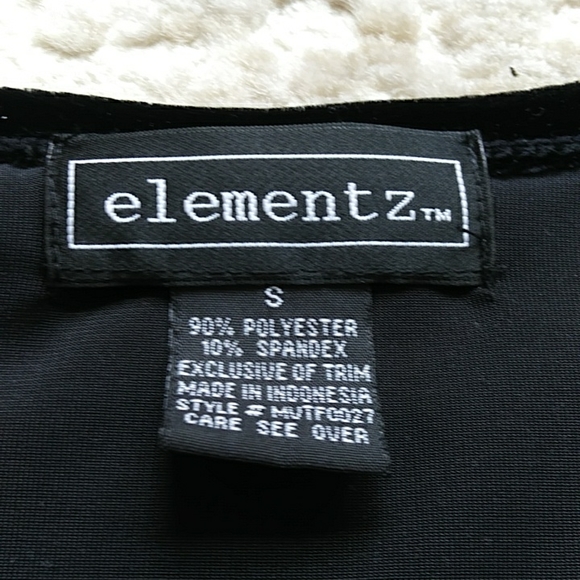 elementz™
S
90% POLYESTER
10% SPANDEX
EXCLUSIVE OF TRIM
MADE IN INDONESIA
STYLE # MVTF0027
CARE SEE OVER